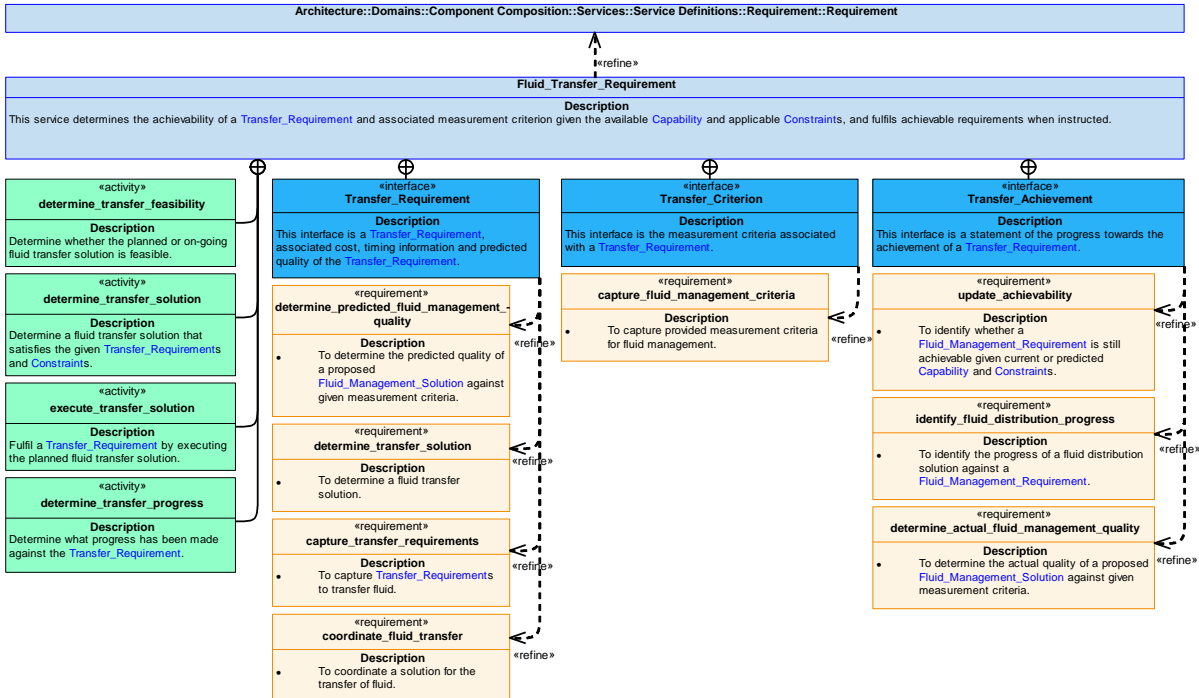 Architecture::Domains::Component Composition::Services::Service Definitions::Requirement::Requirement
«refine»
Fluid_Transfer_Requirement
Description
This service determines the achievability of a Transfer_Requirement and associated measurement criterion given the available Capability and applicable Constraints, and fulfils achievable requirements when instructed.
«activity»
determine_transfer_feasibility
Description
Determine whether the planned or on-going
fluid transfer solution is feasible.
«activity»
determine_transfer_solution
Description
Determine a fluid transfer solution that
satisfies the given Transfer_Requirements
and Constraints.
«activity»
execute_transfer_solution
Description
Fulfil a Transfer_Requirement by executing
the planned fluid transfer solution.
«activity»
determine_transfer_progress
Description
Determine what progress has been made
against the Transfer_Requirement.
«interface»
Transfer_Requirement
Description
This interface is a Transfer_Requirement,
associated cost, timing information and predicted
quality of the Transfer_Requirement.
«requirement»
determine_predicted_fluid_management_-
quality
Description
• To determine the predicted quality of
a proposed
Fluid_Management_Solution against
given measurement criteria.
«refine»
«requirement»
determine_transfer_solution
Description
• To determine a fluid transfer
solution.
«refine»
«requirement»
capture_transfer_requirements
Description
• To capture Transfer_Requirements
to transfer fluid.
«refine»
«requirement»
coordinate_fluid_transfer
Description
• To coordinate a solution for the
transfer of fluid.
«refine»
«interface»
Transfer_Criterion
Description
This interface is the measurement criteria associated
with a Transfer_Requirement.
«requirement»
capture_fluid_management_criteria
Description
• To capture provided measurement criteria
for fluid management.
«refine»
«interface»
Transfer_Achievement
Description
This interface is a statement of the progress towards the
achievement of a Transfer_Requirement.
«requirement»
update_achievability
Description
• To identify whether a
Fluid_Management_Requirement is still
achievable given current or predicted
Capability and Constraints.
«refine»
«requirement»
identify_fluid_distribution_progress
Description
• To identify the progress of a fluid distribution
solution against a
Fluid_Management_Requirement.
«refine»
«requirement»
determine_actual_fluid_management_quality
Description
• To determine the actual quality of a proposed
Fluid_Management_Solution against given
measurement criteria.
«refine»